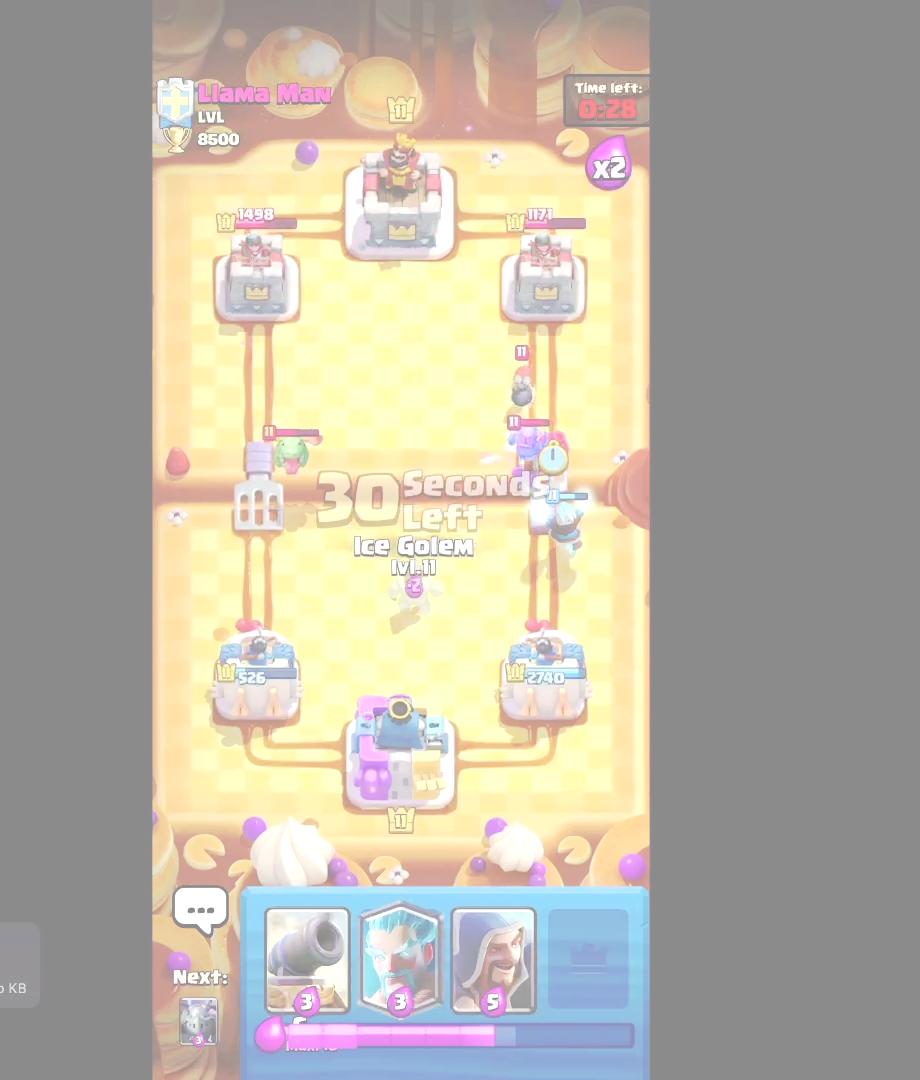 Llama Man
LVL
8500
11
Time left:
0:28
x2
1498
1171
11
11
11
30 Seconds
Left
Ice Golem
lvl.11
-2
526
2740
11
Next:
3
3
3
5
KB